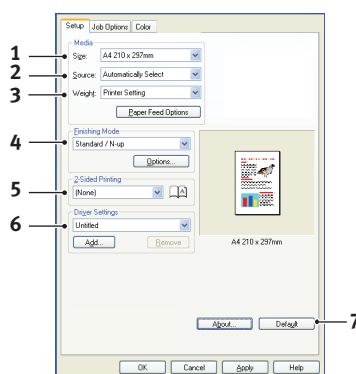 Setup Job Options Color
Media
1 Size: A4 210 x 297mm
2 Source: Automatically Select
3 Weight: Printer Setting
Paper Feed Options
Finishing Mode
4 Standard / N-up
Options...
2-Sided Printing
5 (None) A
Driver Settings
6 Untitled
Add... Remove
A4 210 x 297mm
About... Default 7
OK Cancel Apply Help